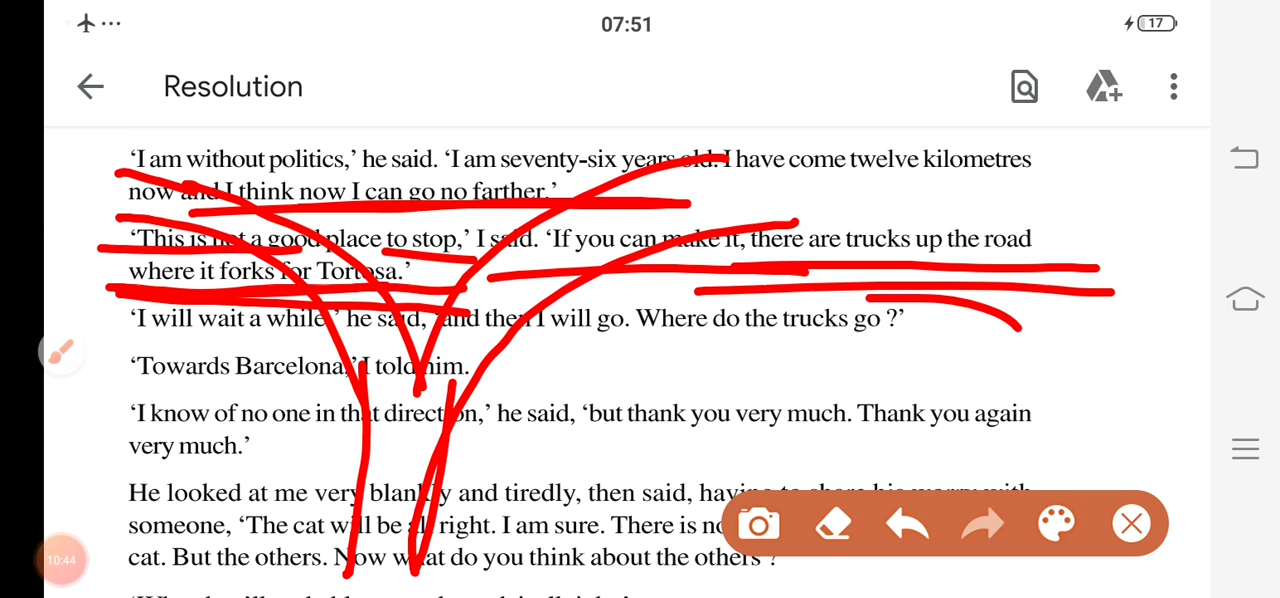 07:51
17
Resolution
‘I am without politics,’ he said. ‘I am seventy-six years old. I have come twelve kilometres
now and I think now I can go no farther.’
‘This is not a good place to stop,’ I said. ‘If you can make it, there are trucks up the road
where it forks for Tortosa.’
‘I will wait a while,’ he said, ‘and then I will go. Where do the trucks go ?’
‘Towards Barcelona,’ I told him.
‘I know of no one in that direction,’ he said, ‘but thank you very much. Thank you again
very much.’
He looked at me very blankly and tiredly, then said, having to share his worry with
someone, ‘The cat will be all right. I am sure. There is no
cat. But the others. Now what do you think about the others ?
10:44